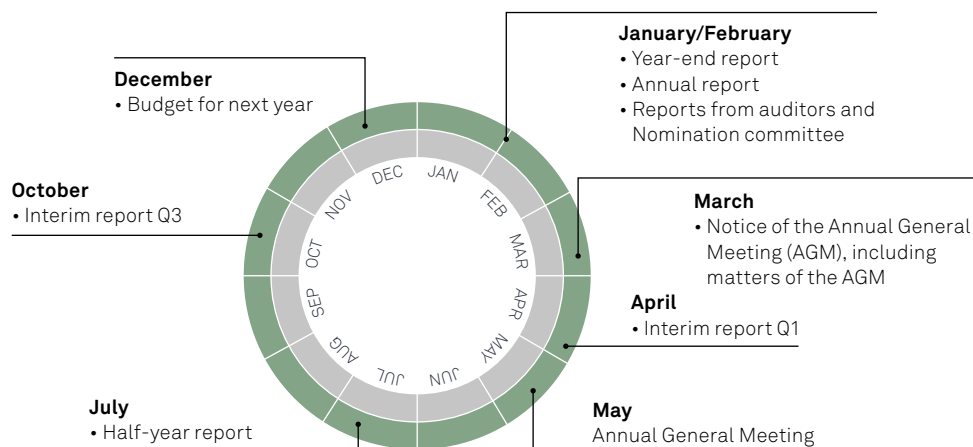 January/February
• Year-end report
• Annual report
• Reports from auditors and
Nomination committee
December
• Budget for next year
October
• Interim report Q3
March
• Notice of the Annual General
Meeting (AGM), including
matters of the AGM
April
• Interim report Q1
May
Annual General Meeting
July
• Half-year report
JAN
FEB
MAR
APR
MAY
JUN
JUL
AUG
SEP
OCT
NOV
DEC